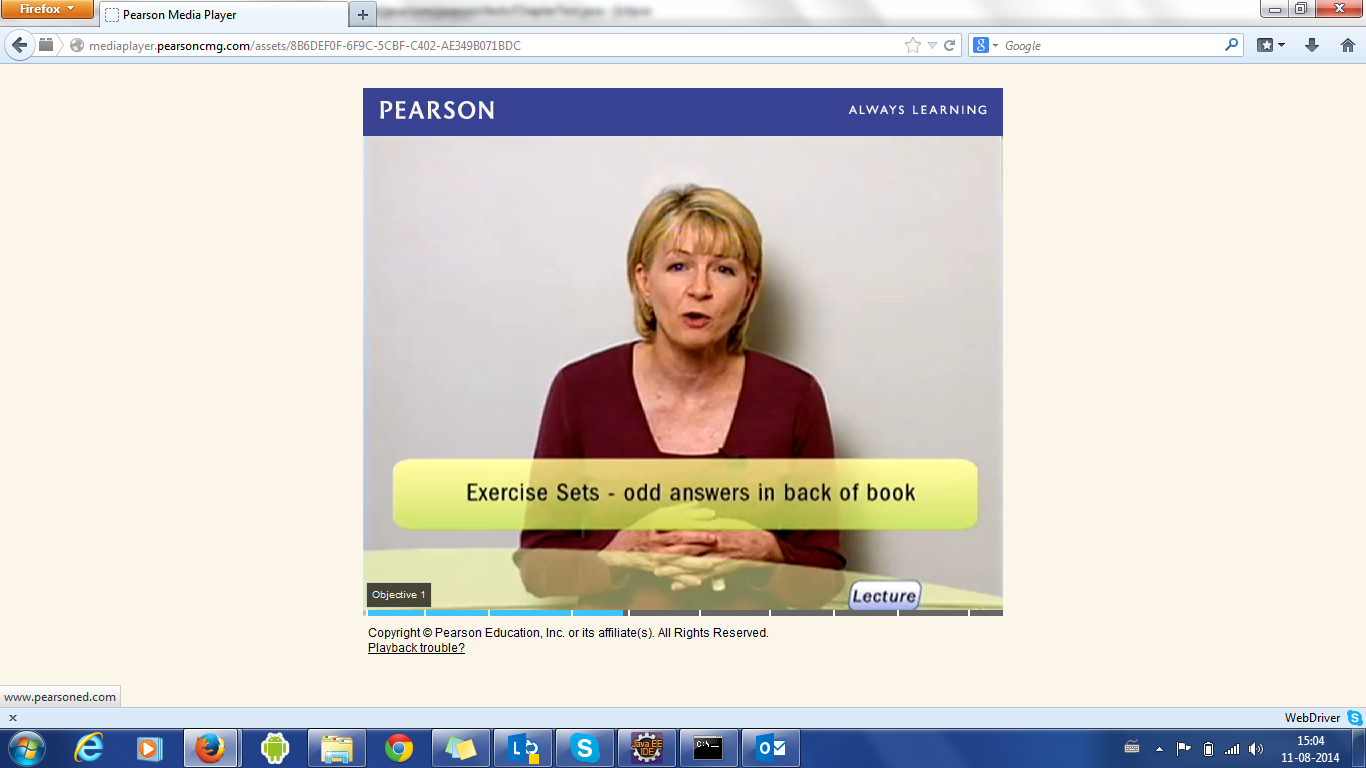 Firefox
Pearson Media Player
mediaplayer.pearsoncmg.com/assets/8B6DEF0F-6F9C-5CBF-C402-AE349B071BDC
Google
PEARSON
ALWAYS LEARNING
Exercise Sets - odd answers in back of book
Objective 1
Lecture
Copyright © Pearson Education, Inc. or its affiliate(s). All Rights Reserved.
Playback trouble?
www.pearsoned.com
WebDriver
Java EE
IDE
C:\_
15:04
11-08-2014